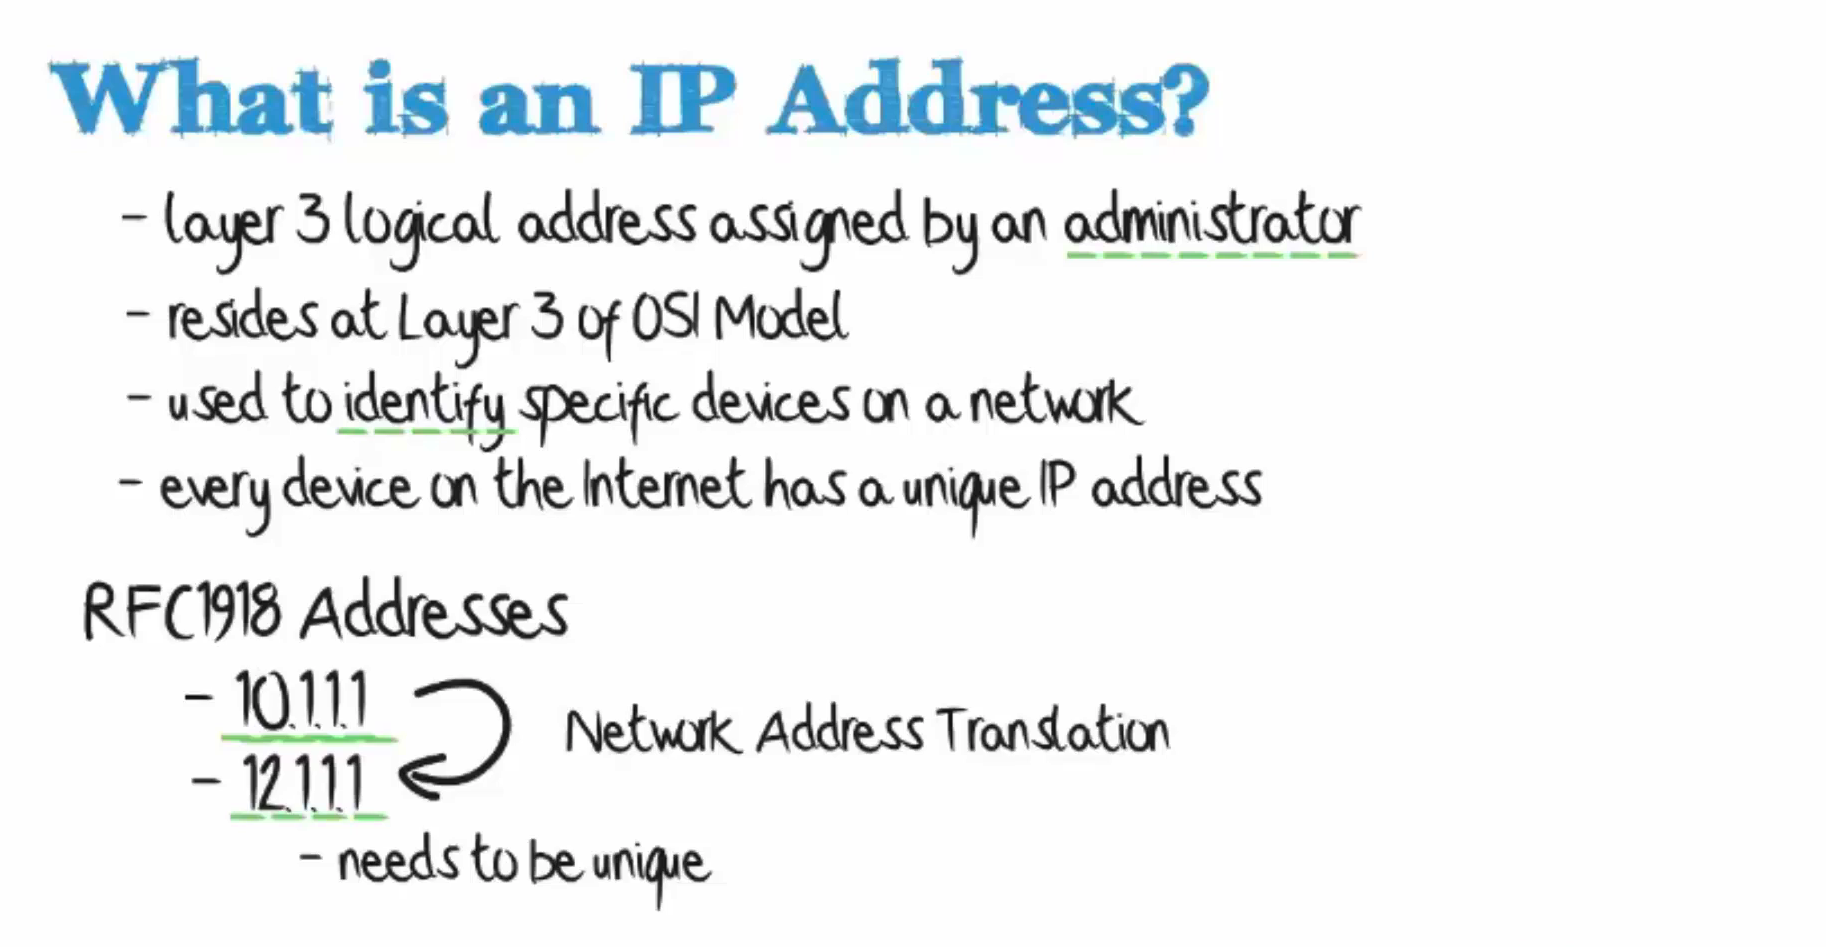 What is an IP Address?
- layer 3 logical address assigned by an administrator
- resides at Layer 3 of OSI Model
- used to identify specific devices on a network
- every device on the Internet has a unique IP address
RFC1918 Addresses
- 10.1.1.1
Network Address Translation
- 12.1.1.1
- needs to be unique